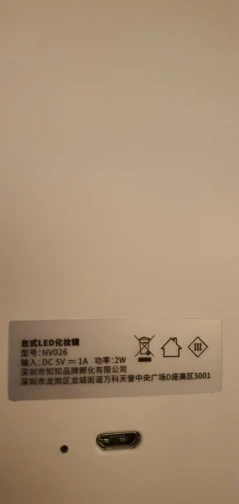 台式LED化妆镜
型号:NV026
输入:DC 5V⎓1A 功率:2W
深圳市知知品牌孵化有限公司
深圳市龙岗区龙城街道万科天誉中央广场D座高区3001
III